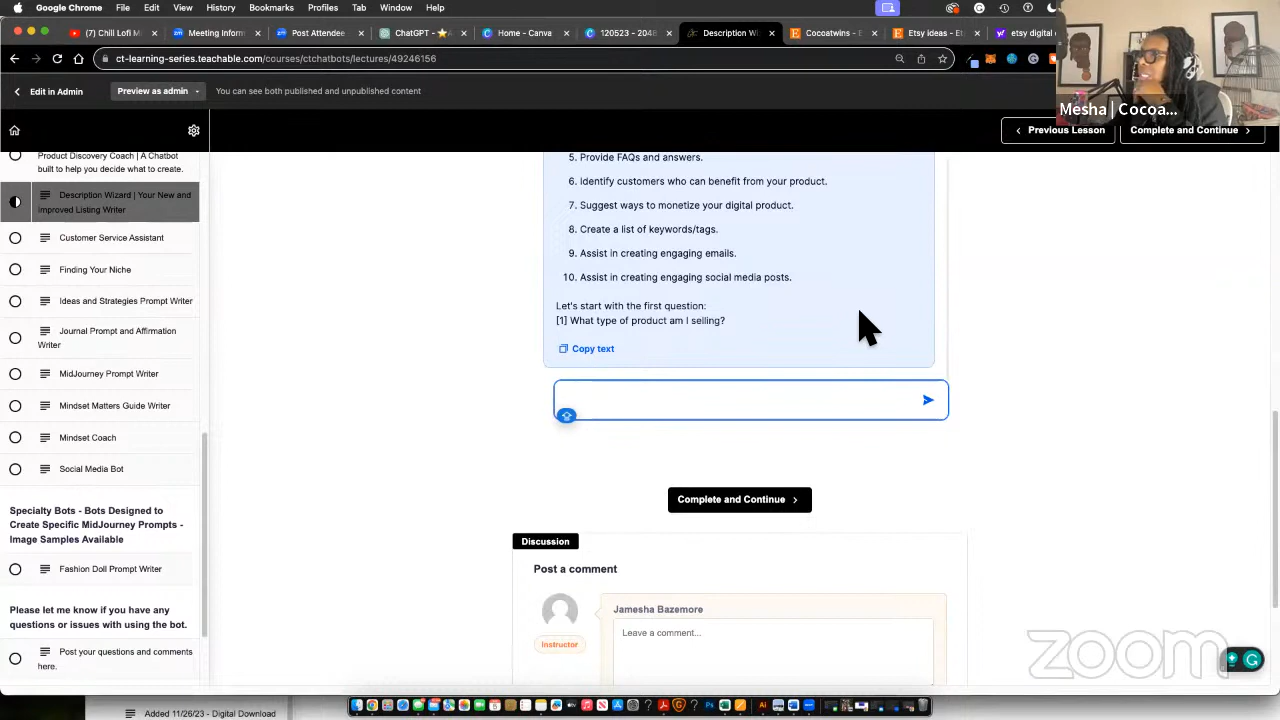 Chrome File Edit View History Bookmarks Profiles Tab Window Help
(7) Chill Lofi M
Meeting Inform
Post Attendee
ChatGPT -
Home - Canva
120523 - 2048
Description Wi
Cocoatwins - E
Etsy ideas - Et
etsy digital
ct-learning-series.teachable.com/courses/ctchatbots/lectures/49246156
Edit in Admin
Preview as admin
You can see both published and unpublished content
Mesha | Cocoa...
Previous Lesson
Complete and Continue
Product Discovery Coach | A Chatbot
built to help you decide what to create.
Description Wizard | Your New and
Improved Listing Writer
Customer Service Assistant
Finding Your Niche
Ideas and Strategies Prompt Writer
Journal Prompt and Affirmation
Writer
MidJourney Prompt Writer
Mindset Matters Guide Writer
Mindset Coach
Social Media Bot
Specialty Bots - Bots Designed to
Create Specific MidJourney Prompts -
Image Samples Available
Fashion Doll Prompt Writer
Please let me know if you have any
questions or issues with using the bot.
Post your questions and comments
here.
5. Provide FAQs and answers.
6. Identify customers who can benefit from your product.
7. Suggest ways to monetize your digital product.
8. Create a list of keywords/tags.
9. Assist in creating engaging emails.
10. Assist in creating engaging social media posts.
Let's start with the first question:
[1] What type of product am I selling?
Copy text
Complete and Continue
Discussion
Post a comment
Jamesha Bazemore
Instructor
Leave a comment...
zoom
Added 11/26/23 - Digital Download